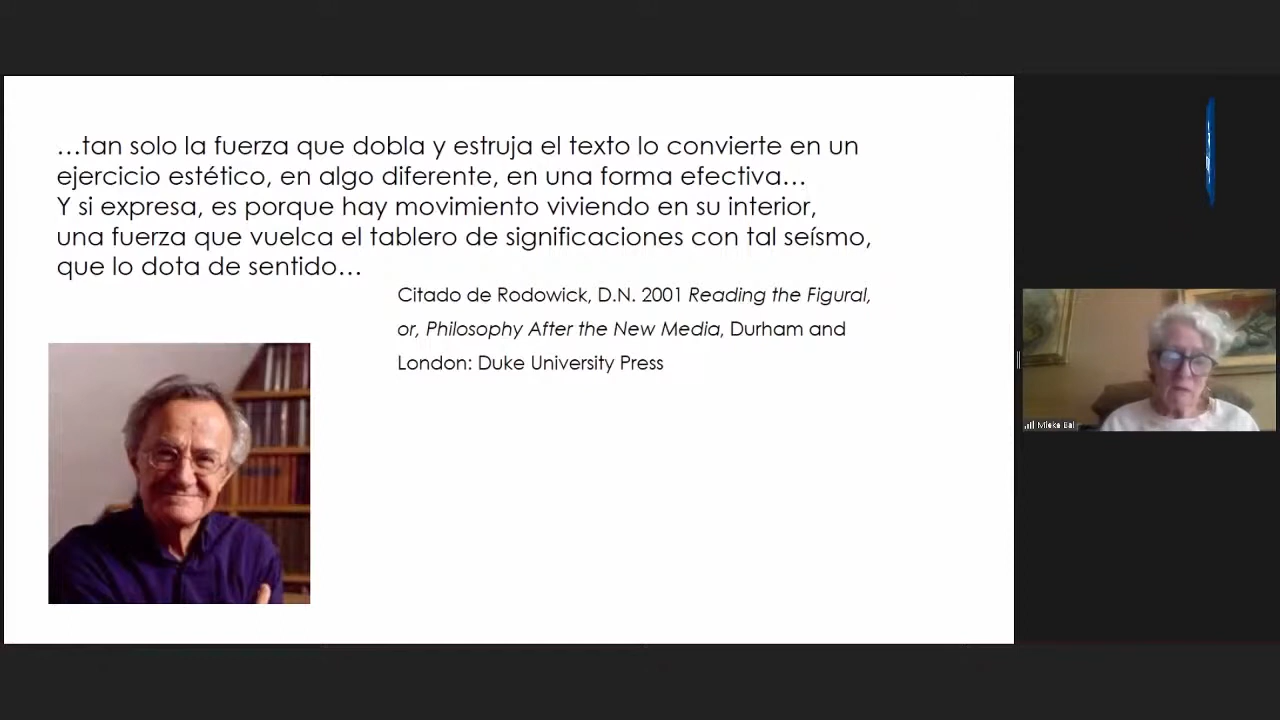 …tan solo la fuerza que dobla y estruja el texto lo convierte en un
ejercicio estético, en algo diferente, en una forma efectiva…
Y si expresa, es porque hay movimiento viviendo en su interior,
una fuerza que vuelca el tablero de significaciones con tal seísmo,
que lo dota de sentido…
Citado de Rodowick, D.N. 2001 Reading the Figural,
or, Philosophy After the New Media, Durham and
London: Duke University Press
Mieke Bal